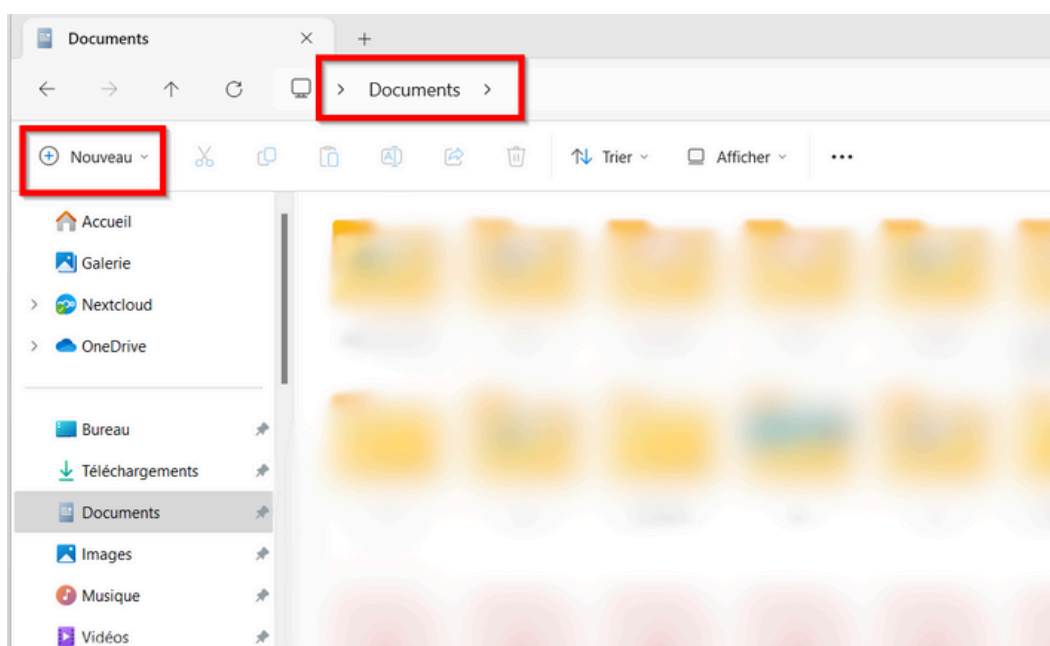 Documents
Documents
Nouveau
Trier
Afficher
Accueil
Galerie
Nextcloud
OneDrive
Bureau
Téléchargements
Documents
Images
Musique
Vidéos